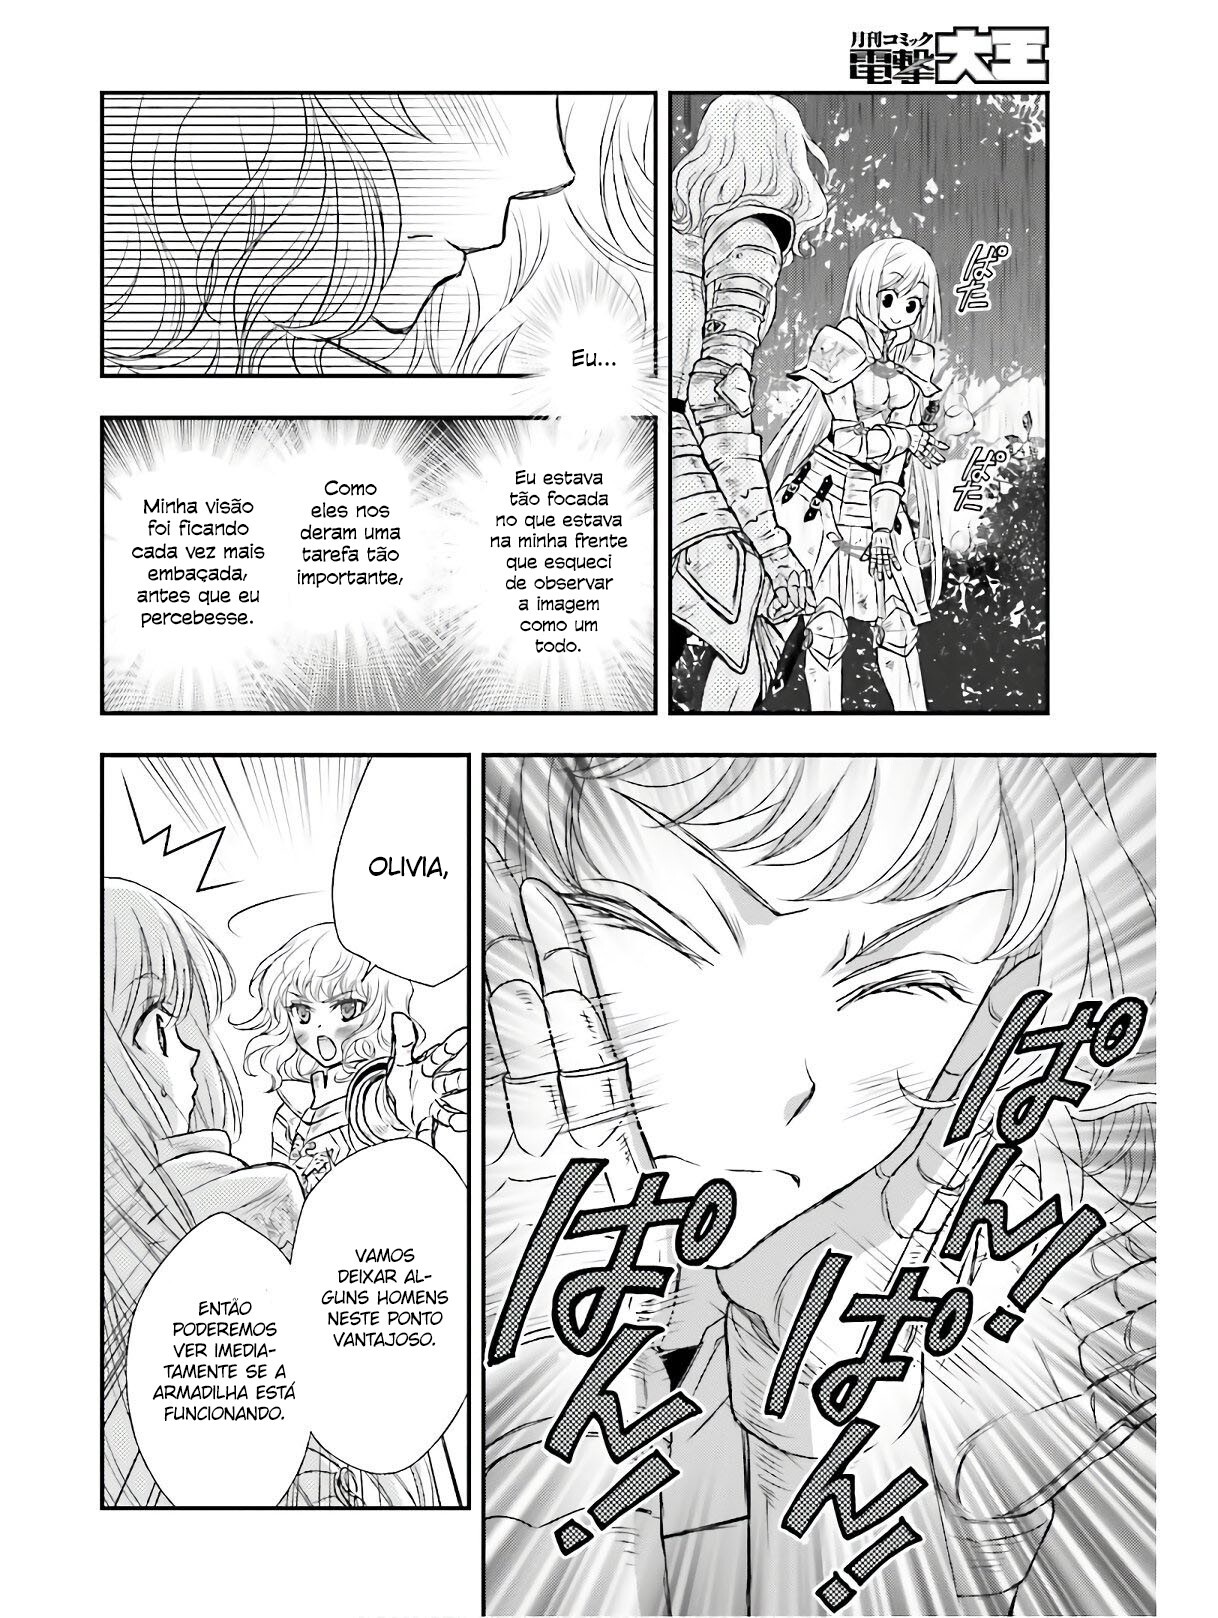 月刊コミック
電撃大王
ぱた
ぱた
Eu...
Eu estava
tão focada
no que estava
na minha frente
que esqueci
de observar
a imagem
como um
todo.
Como
eles nos
deram uma
tarefa tão
importante,
Minha visão
foi ficando
cada vez mais
embaçada,
antes que eu
percebesse.
ぱん!
ぱん!
ぱん!
OLIVIA,
VAMOS
DEIXAR AL-
GUNS HOMENS
NESTE PONTO
VANTAJOSO.
ENTÃO
PODEREMOS
VER IMEDIA-
TAMENTE SE A
ARMADILHA ESTÁ
FUNCIONANDO.